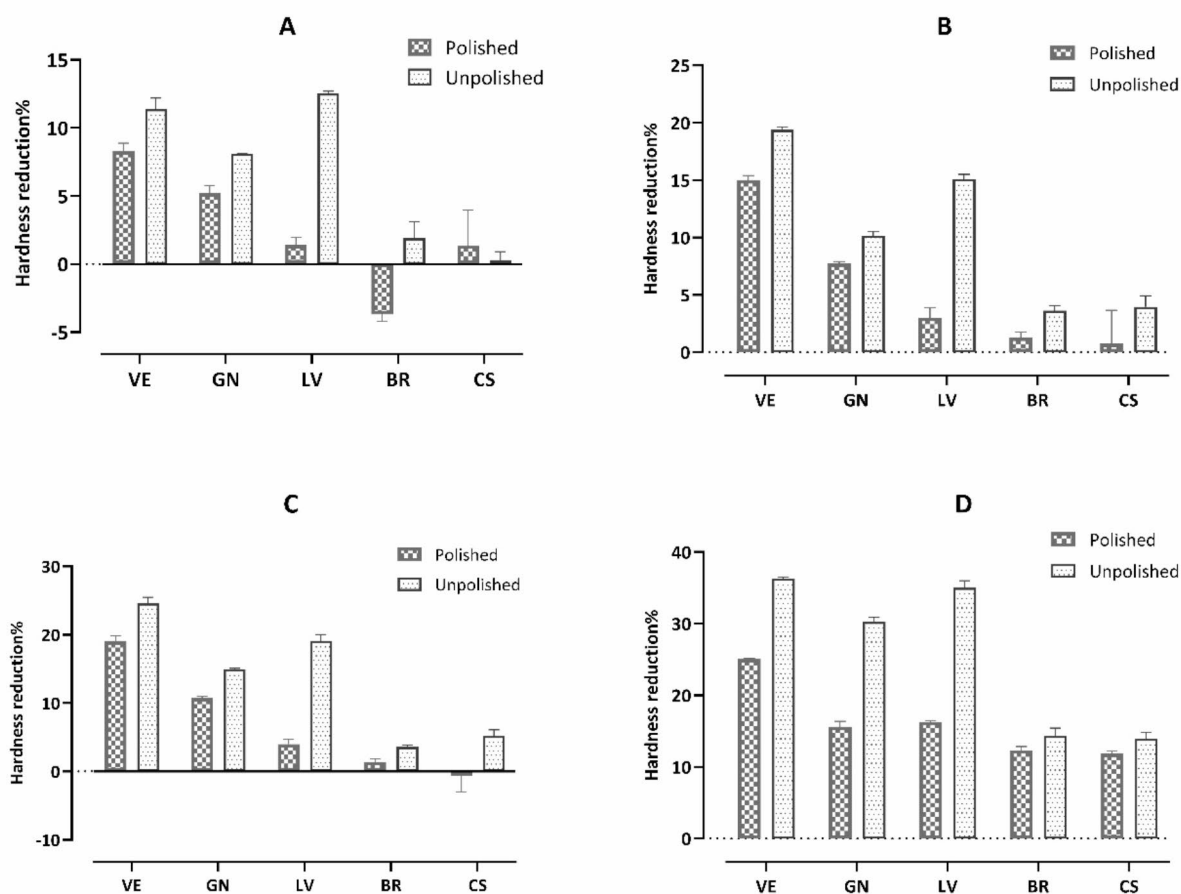 A
Polished
Unpolished
Hardness reduction%
15
10
5
0
-5
VE GN LV BR CS
B
Polished
Unpolished
Hardness reduction%
25
20
15
10
5
0
VE GN LV BR CS
C
Polished
Unpolished
Hardness reduction%
30
20
10
0
-10
VE GN LV BR CS
D
Polished
Unpolished
Hardness reduction%
40
30
20
10
0
VE GN LV BR CS